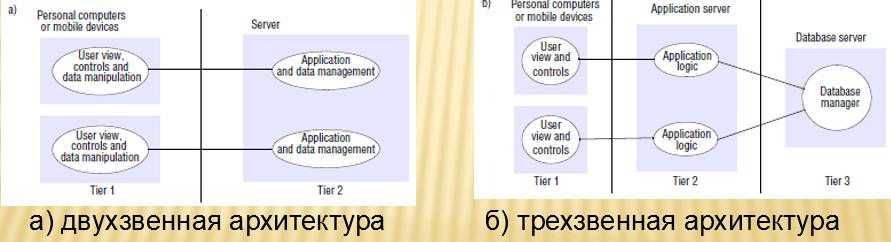 а)
Personal computers
or mobile devices
Server
User view,
controls and
data manipulation
Application
and data management
User view,
controls and
data manipulation
Application
and data management
Tier 1
Tier 2
а) двухзвенная архитектура
б)
Personal computers
or mobile devices
Application server
Database server
User
view and
controls
Application
logic
Database
manager
User
view and
controls
Application
logic
Tier 1
Tier 2
Tier 3
б) трехзвенная архитектура